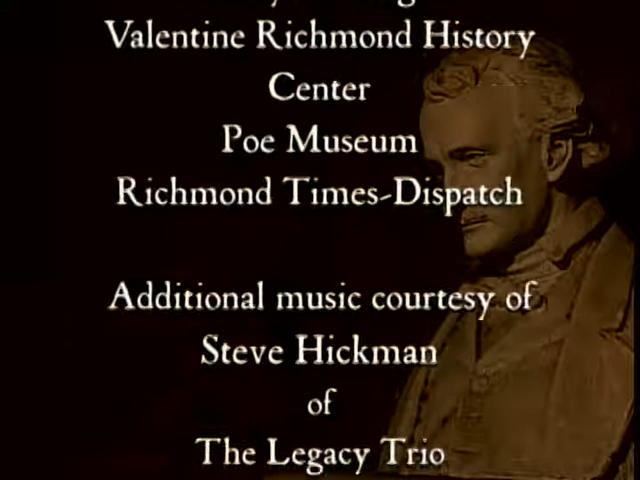 Valentine Richmond History
Center
Poe Museum
Richmond Times-Dispatch
Additional music courtesy of
Steve Hickman
of
The Legacy Trio